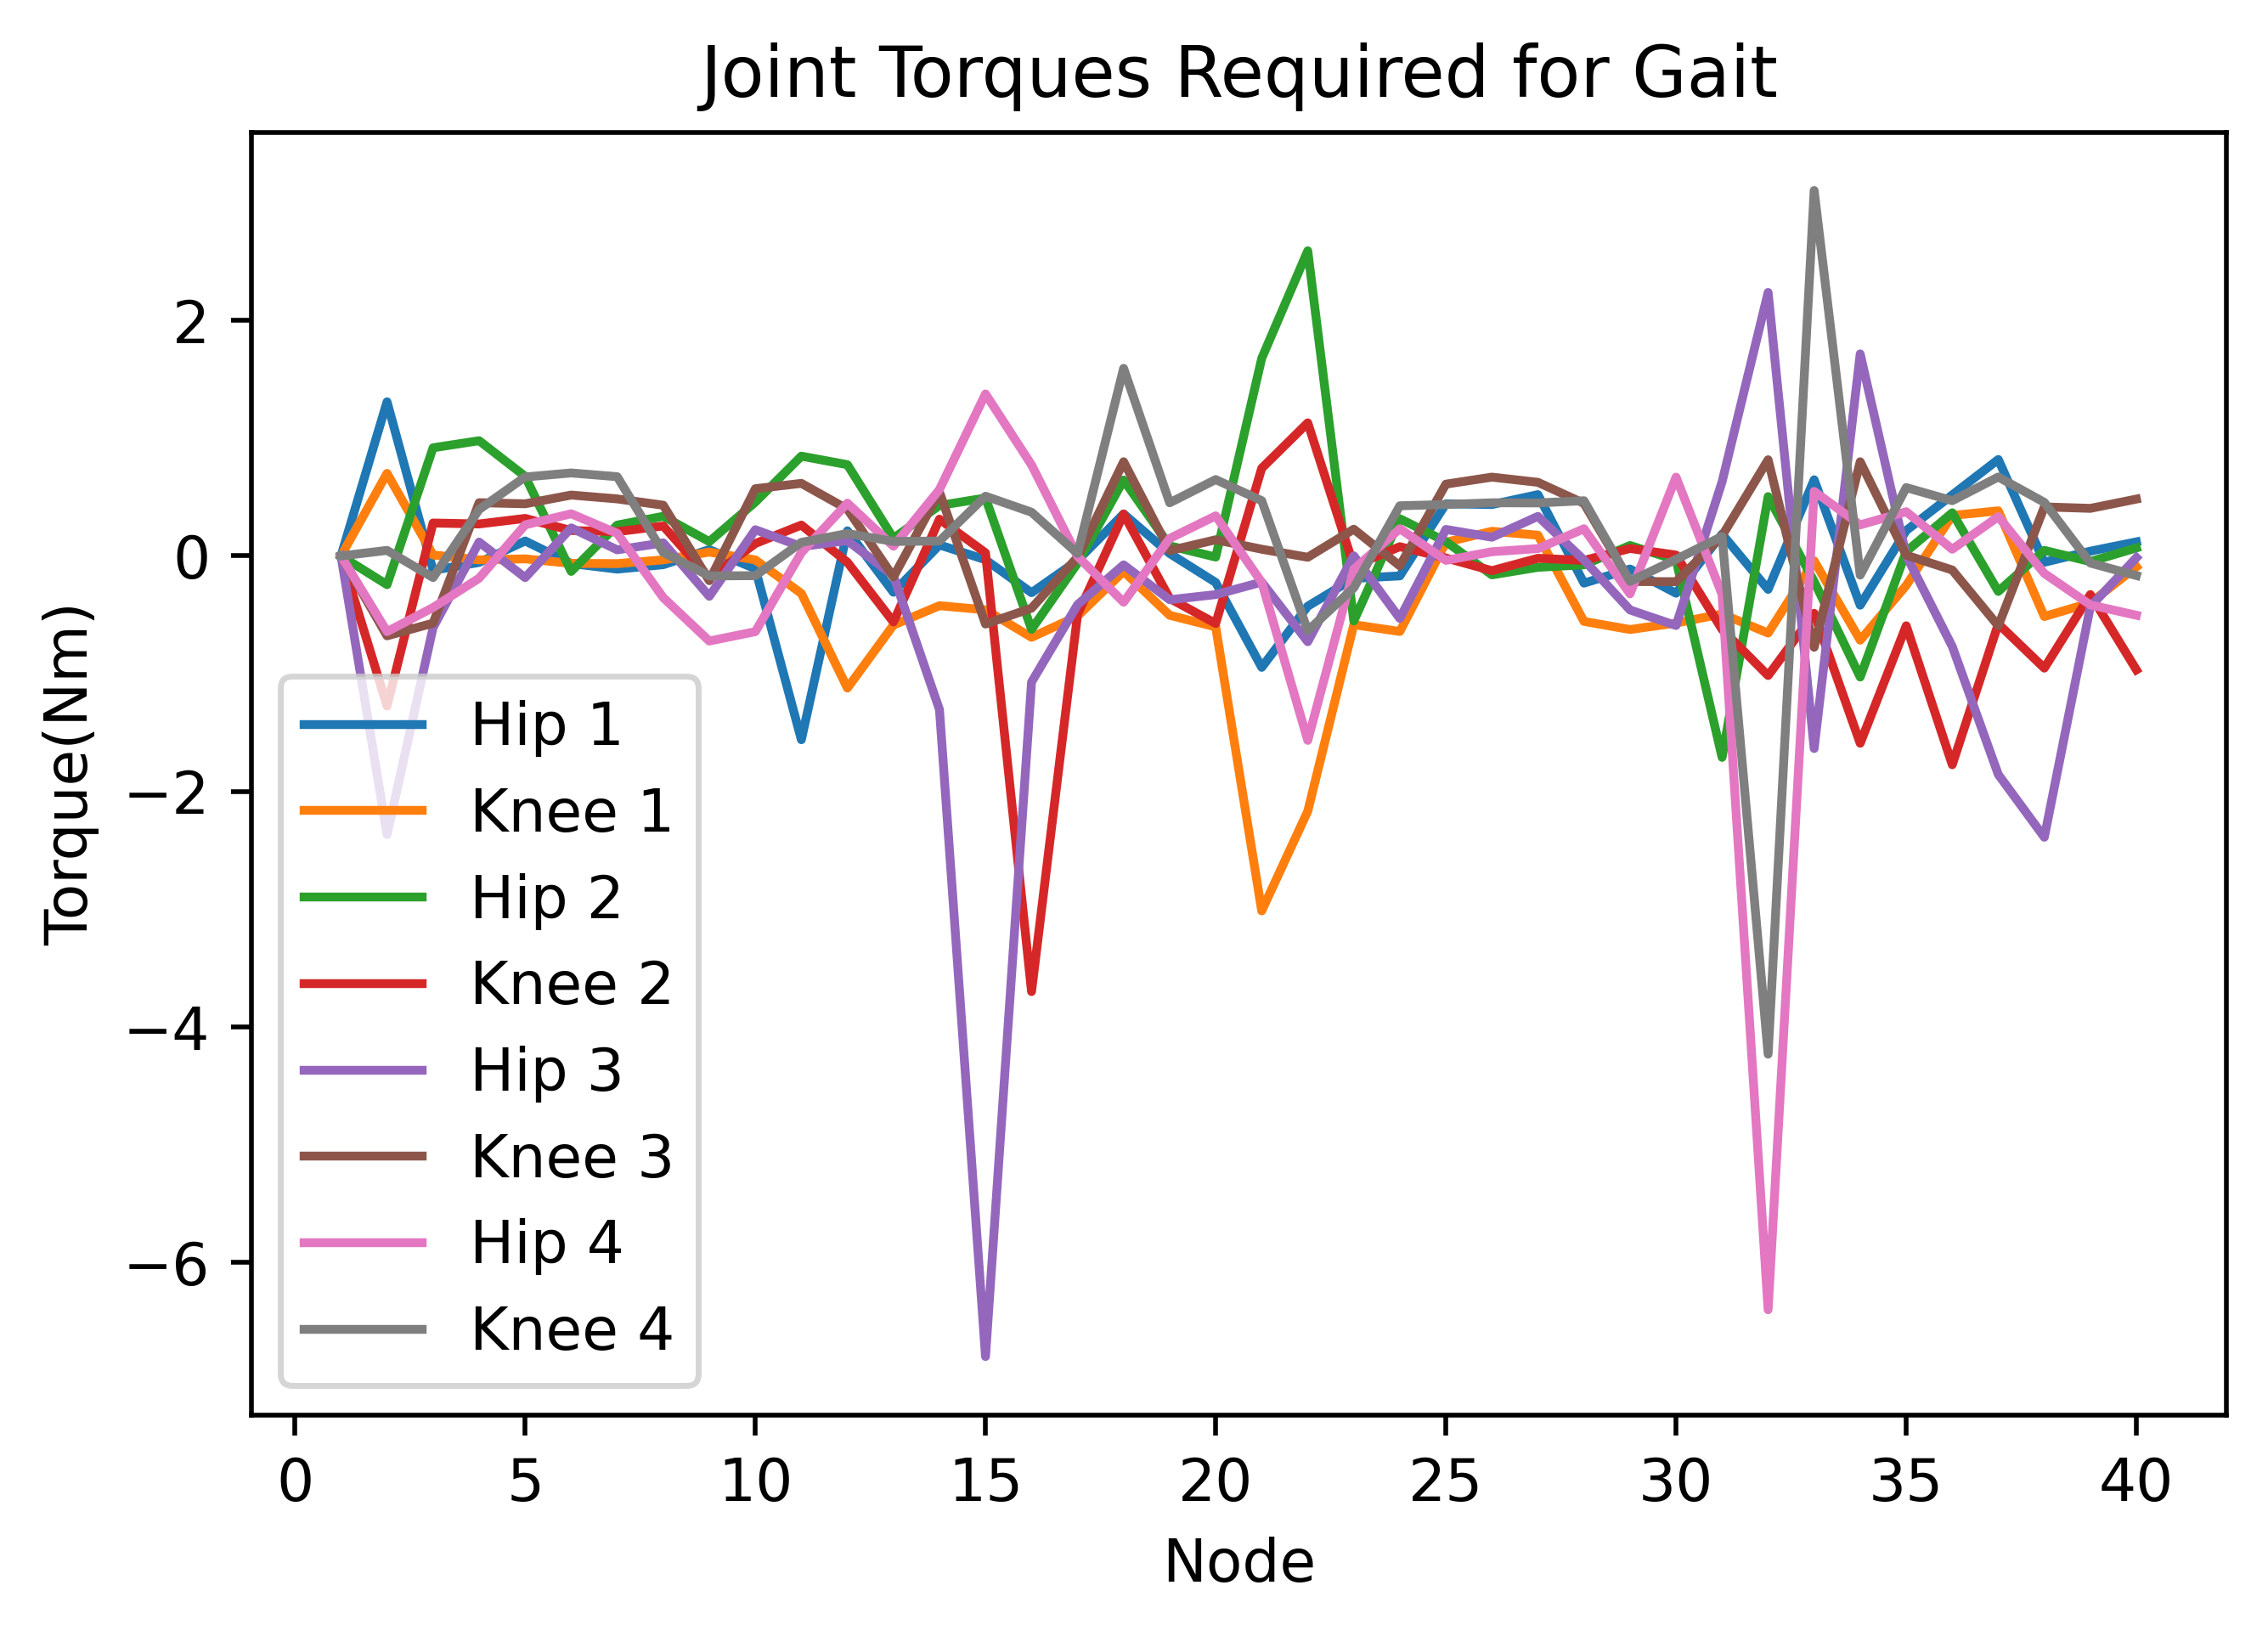 Joint Torques Required for Gait
Torque(Nm)
2
0
−2
−4
−6
Hip 1
Knee 1
Hip 2
Knee 2
Hip 3
Knee 3
Hip 4
Knee 4
0 5 10 15 20 25 30 35 40
Node